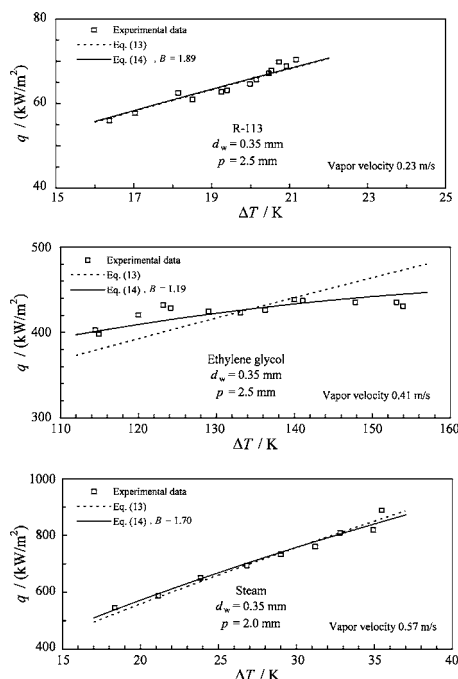 80
Experimental data
Eq. (13)
Eq. (14) , B = 1.89
q / (kW/m²)
60
R-113
d_w = 0.35 mm
p = 2.5 mm
Vapor velocity 0.23 m/s
40
15 17 19 21 23 25
ΔT / K
500
Experimental data
Eq. (13)
Eq. (14) , B = 1.19
q / (kW/m²)
400
Ethylene glycol
d_w = 0.35 mm
p = 2.5 mm
Vapor velocity 0.41 m/s
300
110 120 130 140 150 160
ΔT / K
1000
Experimental data
Eq. (13)
Eq. (14) , B = 1.70
800
q / (kW/m²)
600
Steam
d_w = 0.35 mm
p = 2.0 mm
400
Vapor velocity 0.57 m/s
200
15 20 25 30 35 40
ΔT / K